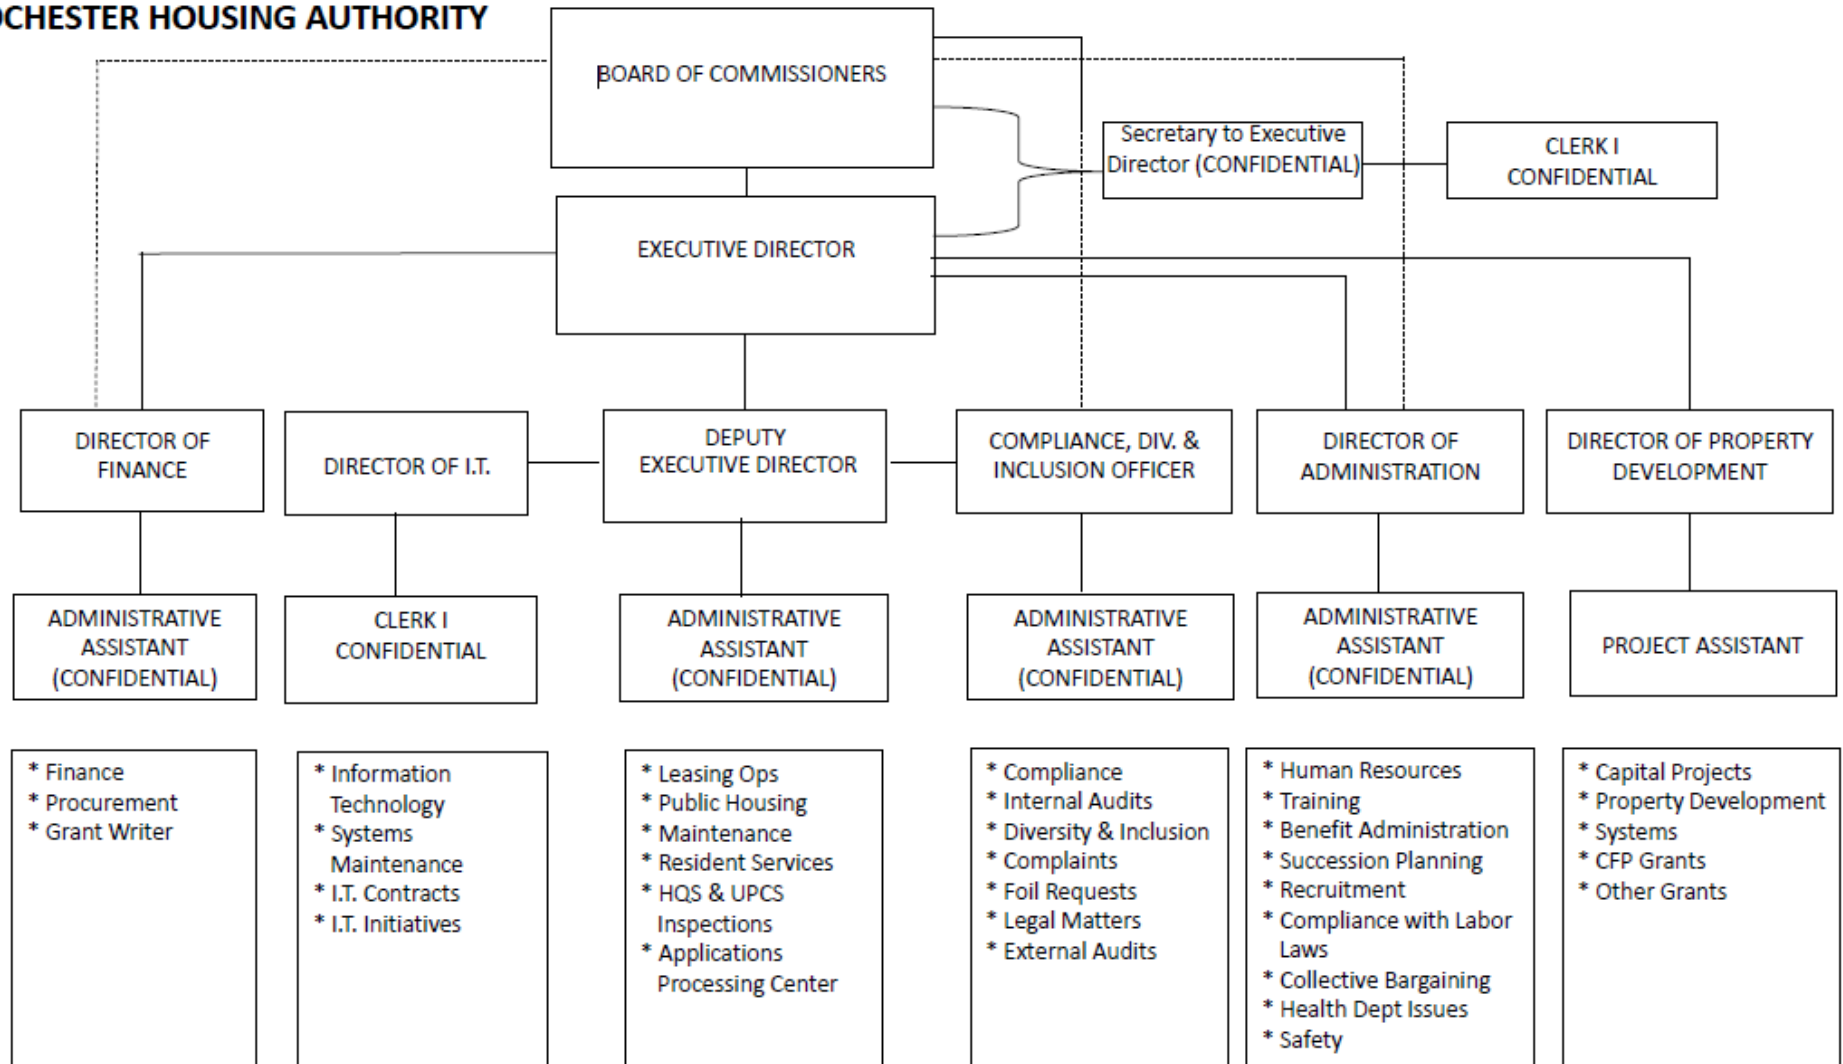 OCHESTER HOUSING AUTHORITY
BOARD OF COMMISSIONERS
Secretary to Executive
Director (CONFIDENTIAL)
CLERK I
CONFIDENTIAL
EXECUTIVE DIRECTOR
DIRECTOR OF
FINANCE
DIRECTOR OF I.T.
DEPUTY
EXECUTIVE DIRECTOR
COMPLIANCE, DIV. &
INCLUSION OFFICER
DIRECTOR OF
ADMINISTRATION
DIRECTOR OF PROPERTY
DEVELOPMENT
ADMINISTRATIVE
ASSISTANT
(CONFIDENTIAL)
CLERK I
CONFIDENTIAL
ADMINISTRATIVE
ASSISTANT
(CONFIDENTIAL)
ADMINISTRATIVE
ASSISTANT
(CONFIDENTIAL)
ADMINISTRATIVE
ASSISTANT
(CONFIDENTIAL)
PROJECT ASSISTANT
* Finance
* Procurement
* Grant Writer
* Information
Technology
* Systems
Maintenance
* I.T. Contracts
* I.T. Initiatives
* Leasing Ops
* Public Housing
* Maintenance
* Resident Services
* HQS & UPCS
Inspections
* Applications
Processing Center
* Compliance
* Internal Audits
* Diversity & Inclusion
* Complaints
* Foil Requests
* Legal Matters
* External Audits
* Human Resources
* Training
* Benefit Administration
* Succession Planning
* Recruitment
* Compliance with Labor
Laws
* Collective Bargaining
* Health Dept Issues
* Safety
* Capital Projects
* Property Development
* Systems
* CFP Grants
* Other Grants